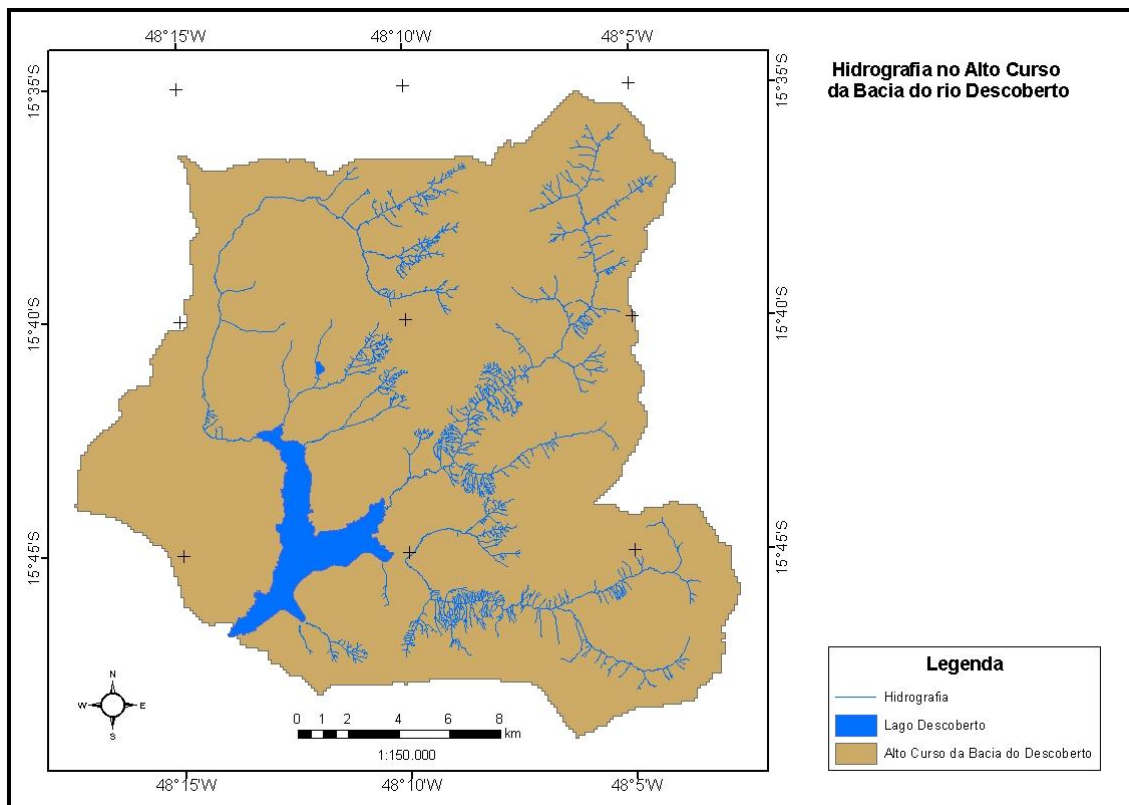 48°15'W 48°10'W 48°5'W
Hidrografia no Alto Curso
da Bacia do rio Descoberto
15°35'S 15°35'S
15°40'S 15°40'S
15°45'S 15°45'S
N
W E
S
0 1 2 4 6 8
km
1:150.000
48°15'W 48°10'W 48°5'W
Legenda
Hidrografia
Lago Descoberto
Alto Curso da Bacia do Descoberto